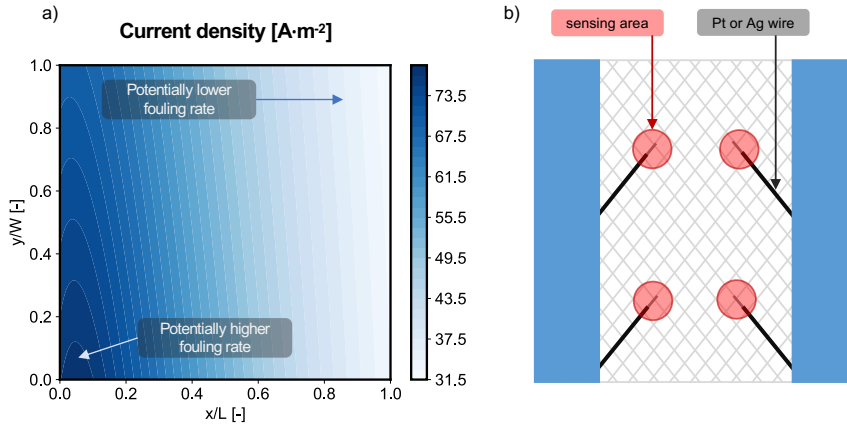 a)
Current density [A·m⁻²]
1.0
0.8
0.6
0.4
0.2
0.0
y/W [-]
Potentially lower
fouling rate
Potentially higher
fouling rate
0.0 0.2 0.4 0.6 0.8 1.0
x/L [-]
73.5
67.5
61.5
55.5
49.5
43.5
37.5
31.5
b)
sensing area
Pt or Ag wire